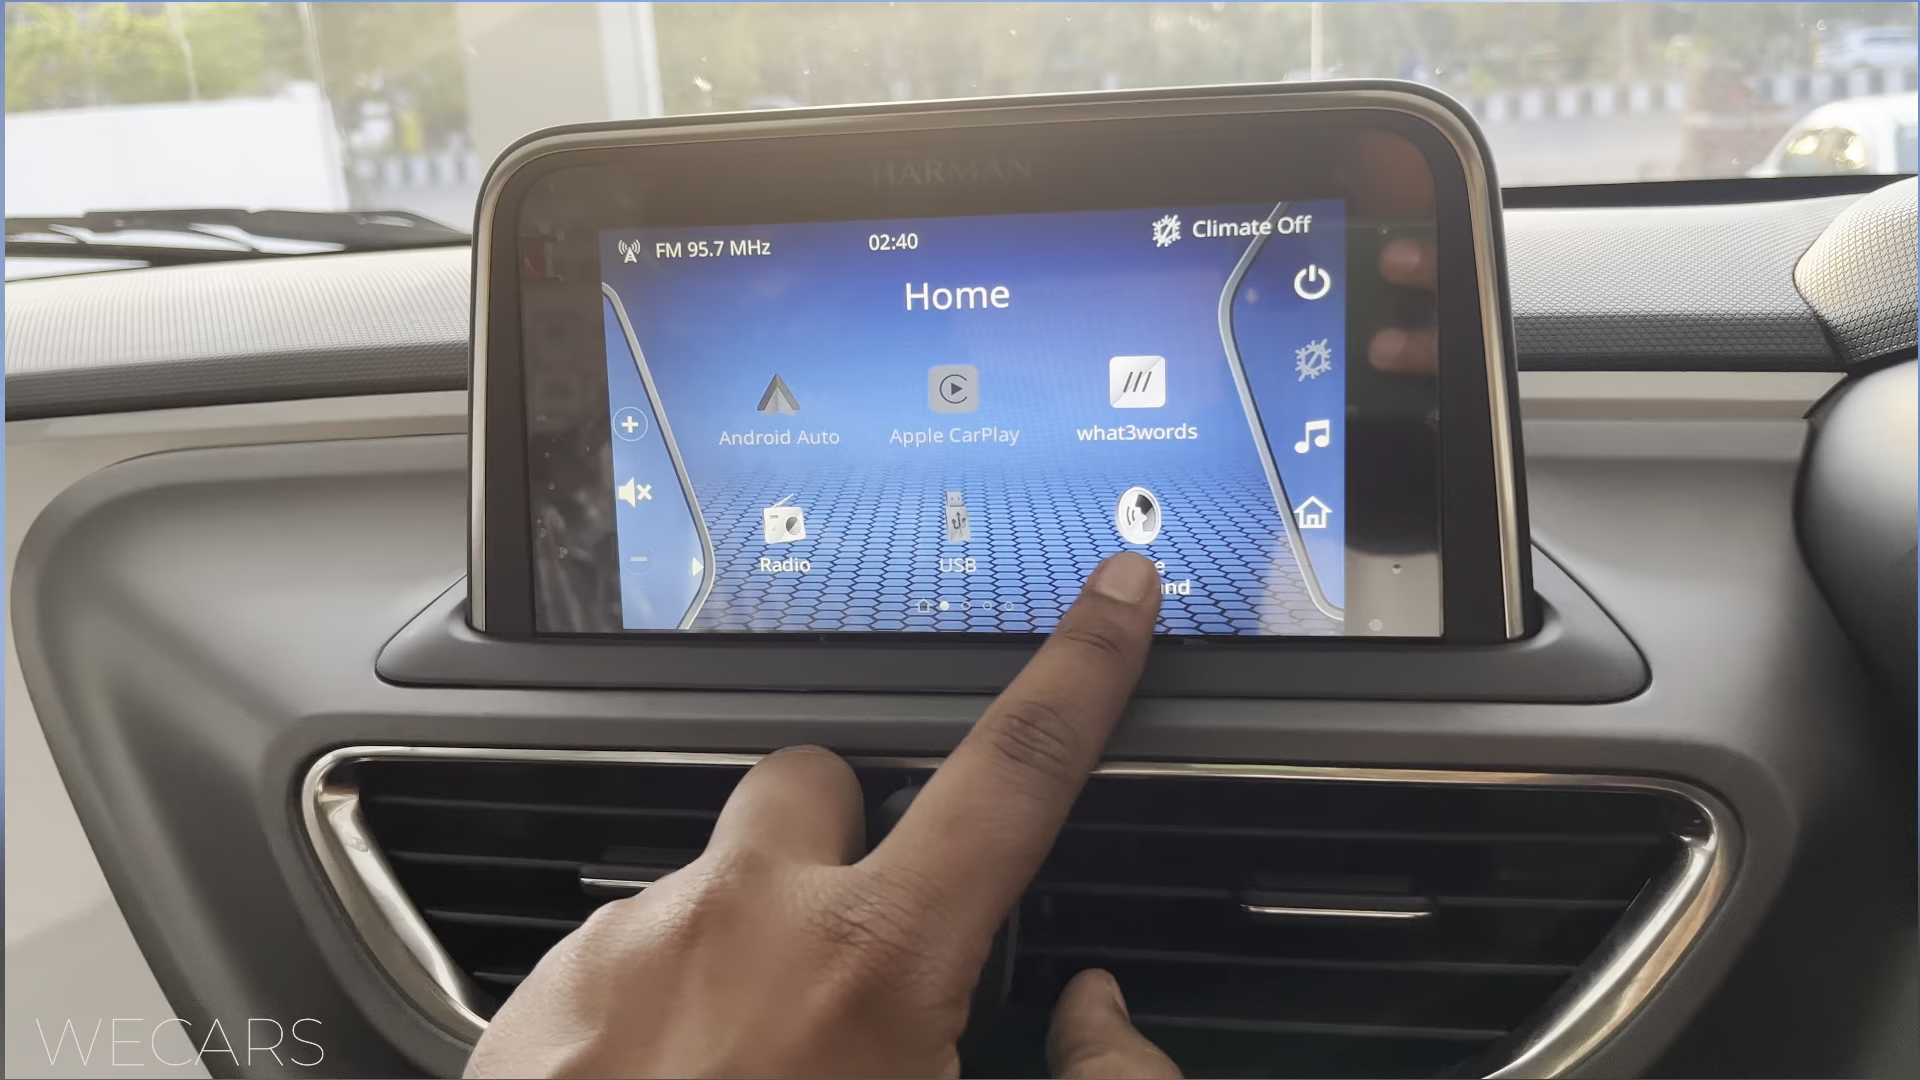 HARMAN
FM 95.7 MHz
02:40
Climate Off
Home
Android Auto
Apple CarPlay
what3words
Radio
USB
WECARS